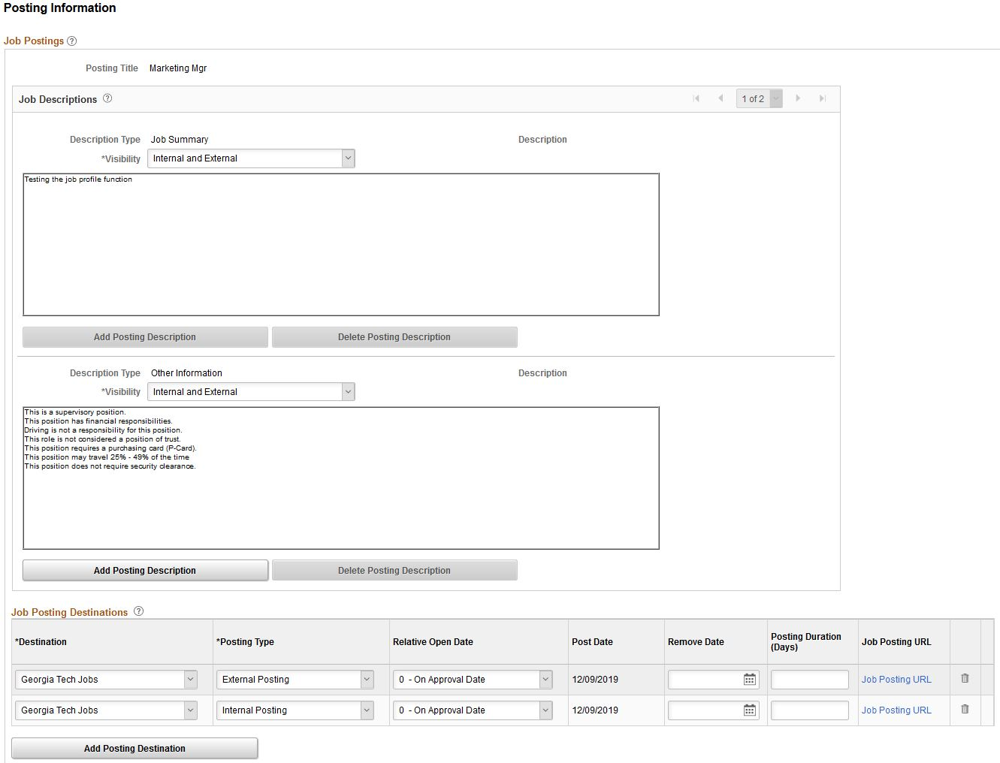 Posting Information
Job Postings ?
Posting Title Marketing Mgr
Job Descriptions ? 1 of 2
Description Type Job Summary Description
*Visibility Internal and External
Testing the job profile function
Add Posting Description Delete Posting Description
Description Type Other Information Description
*Visibility Internal and External
This is a supervisory position.
This position has financial responsibilities.
Driving is not a responsibility for this position.
This role is not considered a position of trust.
This position requires a purchasing card (P-Card).
This position may travel 25% - 49% of the time
This position does not require security clearance.
Add Posting Description Delete Posting Description
Job Posting Destinations ?
*Destination *Posting Type Relative Open Date Post Date Remove Date Posting Duration (Days) Job Posting URL
Georgia Tech Jobs External Posting 0 - On Approval Date 12/09/2019 Job Posting URL
Georgia Tech Jobs Internal Posting 0 - On Approval Date 12/09/2019 Job Posting URL
Add Posting Destination